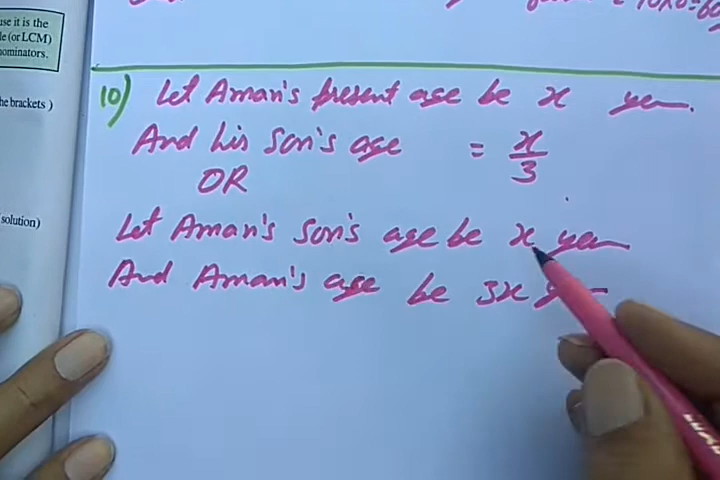 use it is the
le (or LCM)
nominators.
he brackets )
solution)
10) Let Aman's present age be x year.
And his son's age = x/3
OR
Let Aman's son's age be x year
And Aman's age be 3x